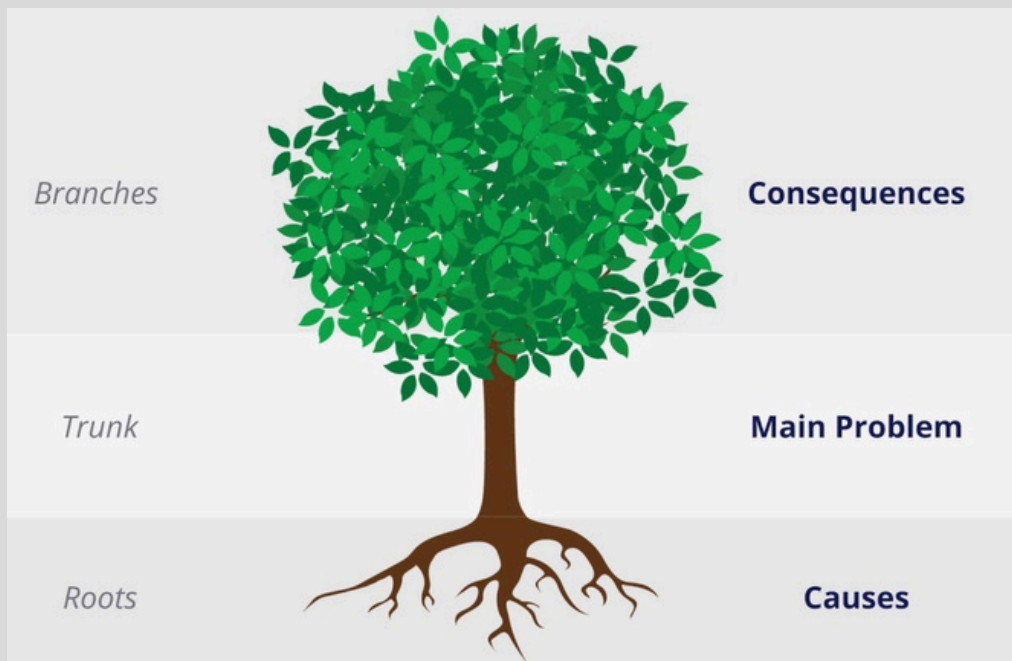 Branches
Consequences
Trunk
Main Problem
Roots
Causes